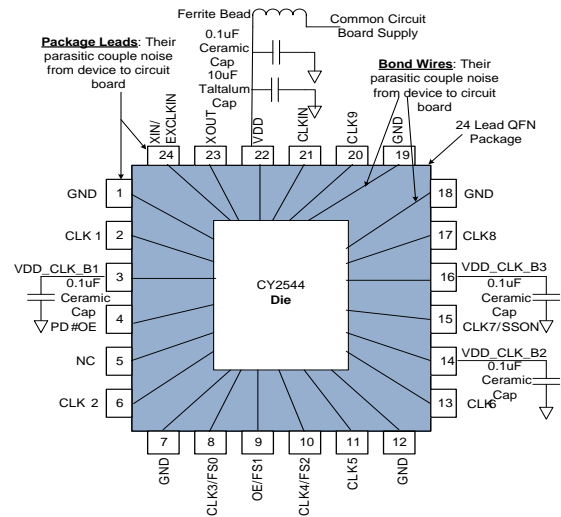 Ferrite Bead
Common Circuit
Board Supply
0.1uF
Ceramic
Cap
10uF
Taltalum
Cap
Package Leads: Their
parasitic couple noise
from device to circuit
board
Bond Wires: Their
parasitic couple noise
from device to circuit
board
24 Lead QFN
Package
XIN/
EXCLKIN
XOUT
VDD
CLKIN
CLK9
GND
24
23
22
21
20
19
GND
1
CLK 1
2
VDD_CLK_B1
3
0.1uF
Ceramic
Cap
PD#OE
4
NC
5
CLK 2
6
CY2544
Die
18
GND
17
CLK8
16
VDD_CLK_B3
0.1uF
Ceramic
Cap
15
CLK7/SSON
14
VDD_CLK_B2
0.1uF
Ceramic
Cap
13
CLK6
7
8
9
10
11
12
GND
CLK3/FS0
OE/FS1
CLK4/FS2
CLK5
GND